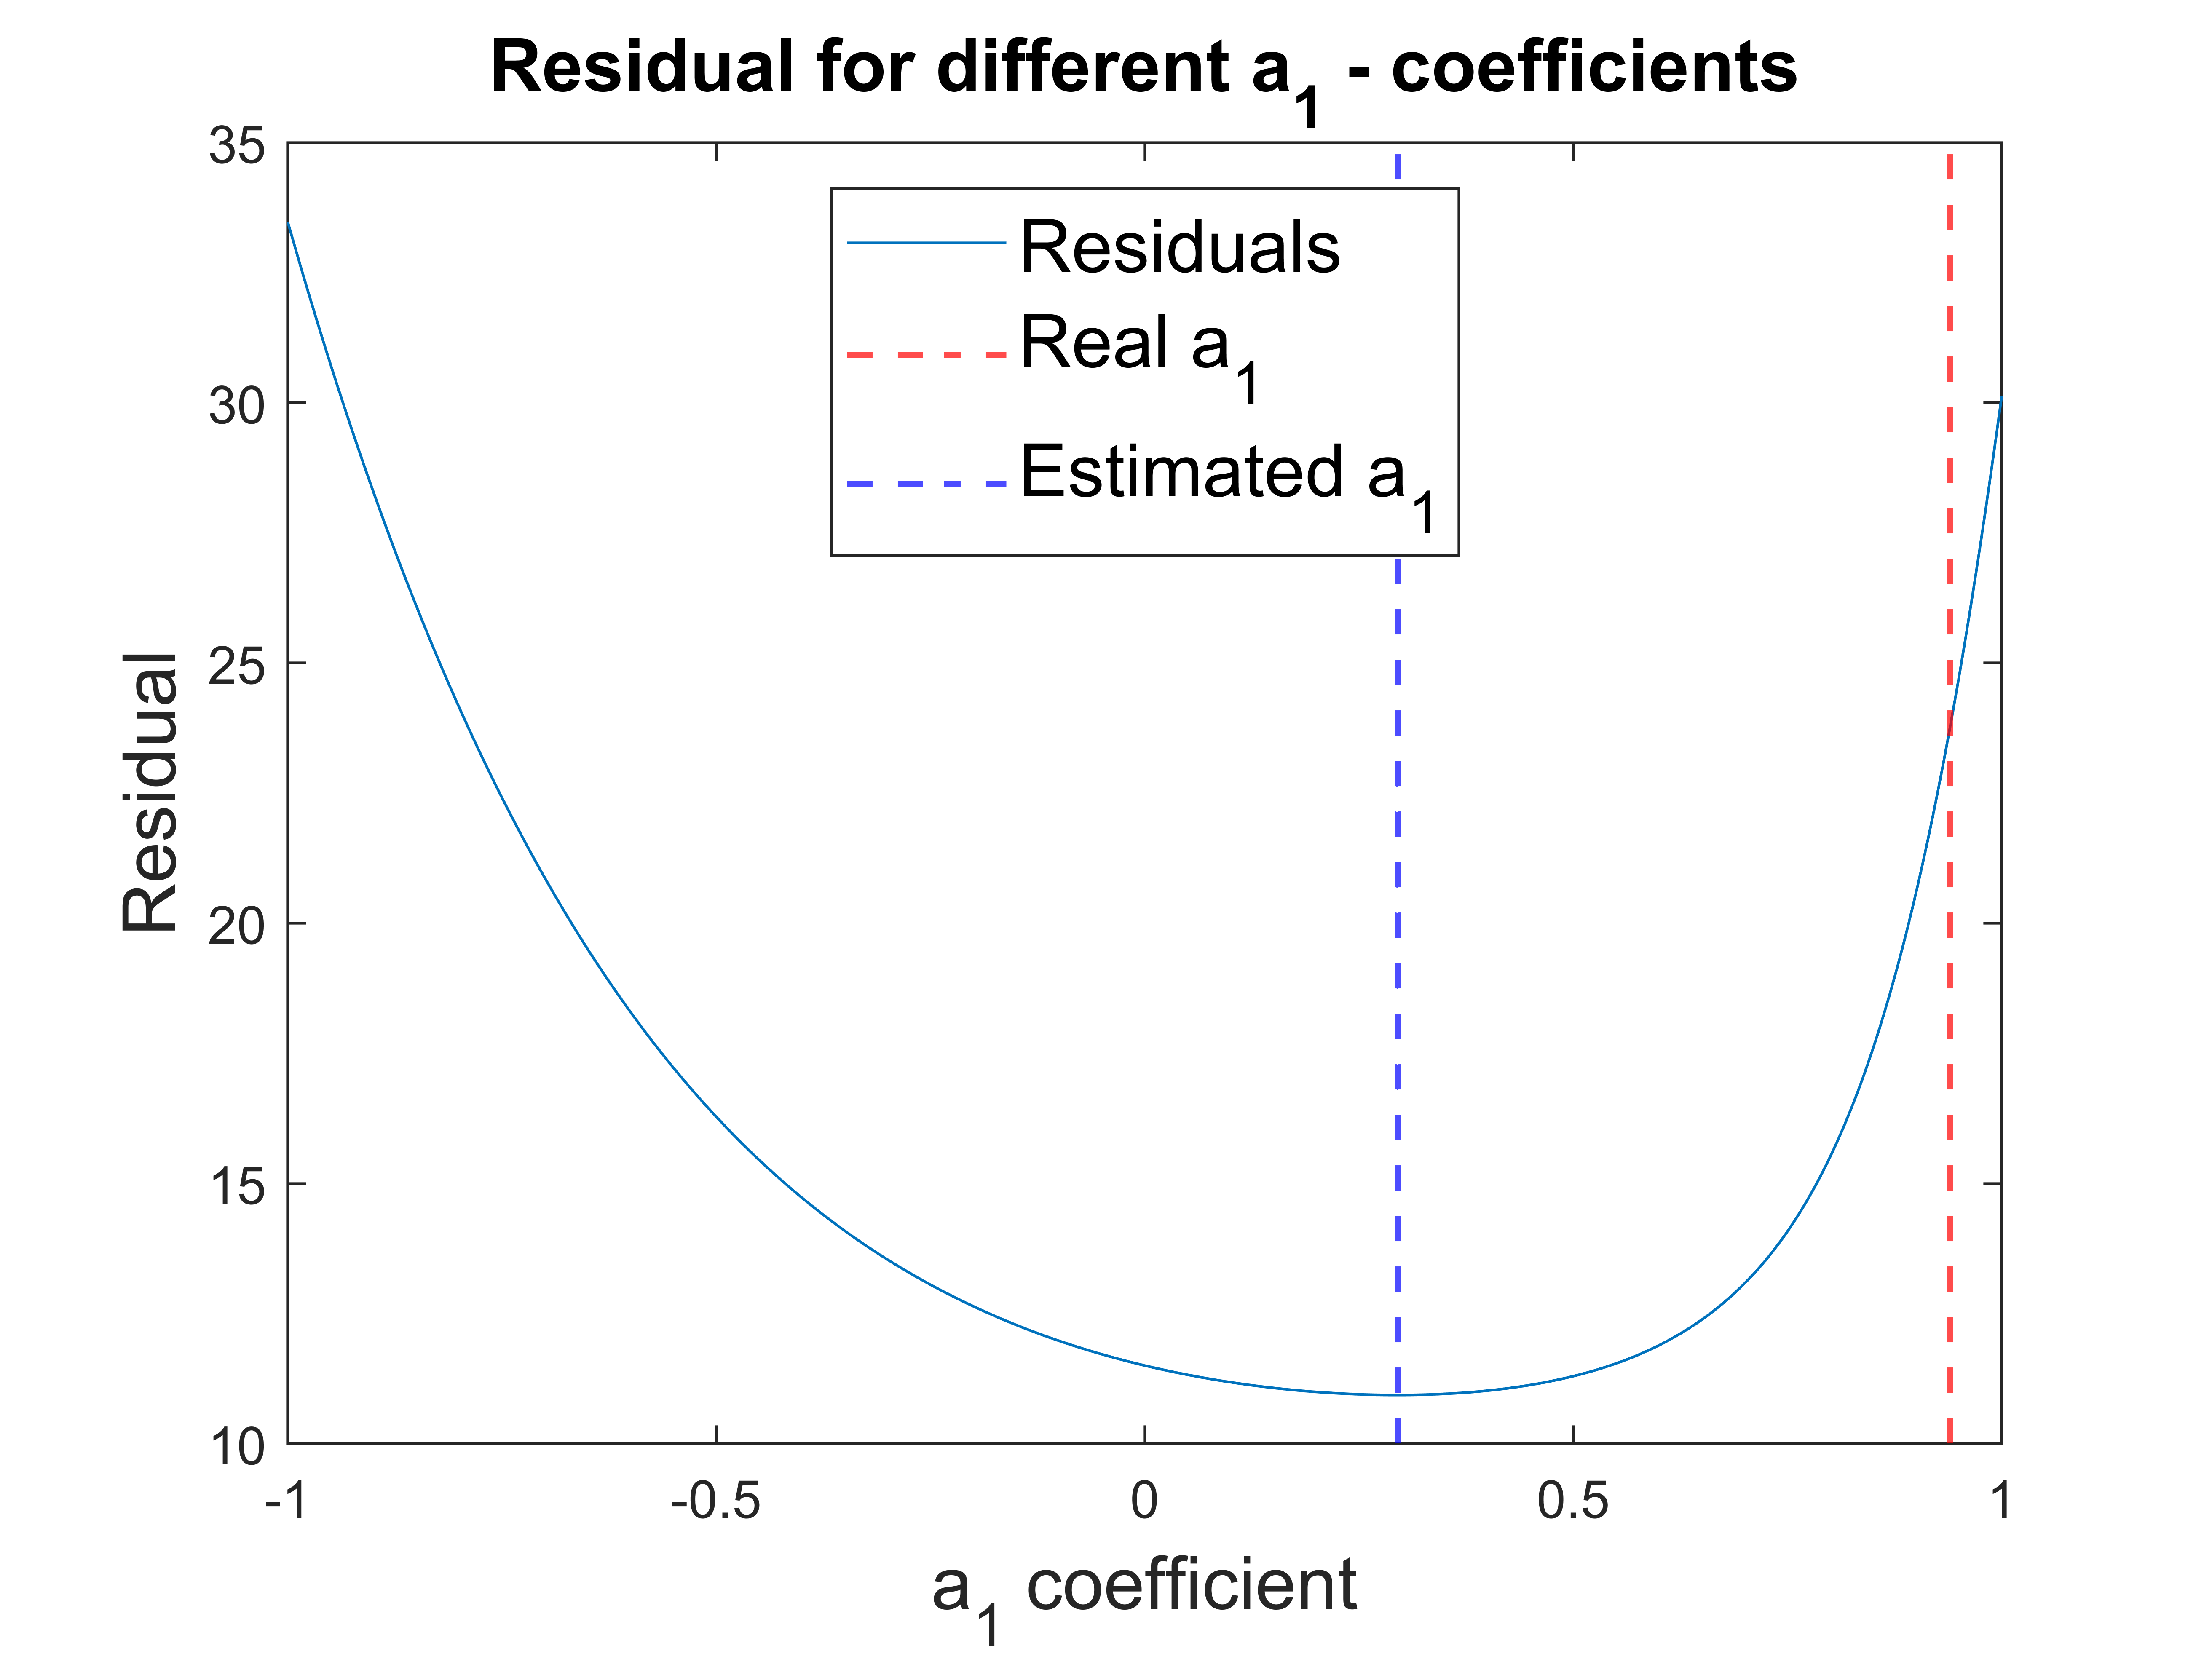 Residual for different a1 - coefficients
35
30
25
20
15
10
Residual
Residuals
Real a1
Estimated a1
-1
-0.5
0
0.5
1
a1 coefficient